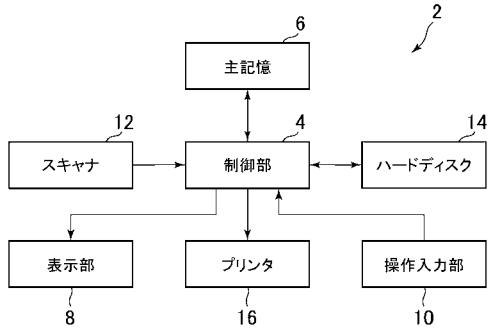 6
2
主記憶
12
4
14
スキャナ
制御部
ハードディスク
表示部
プリンタ
操作入力部
8
16
10